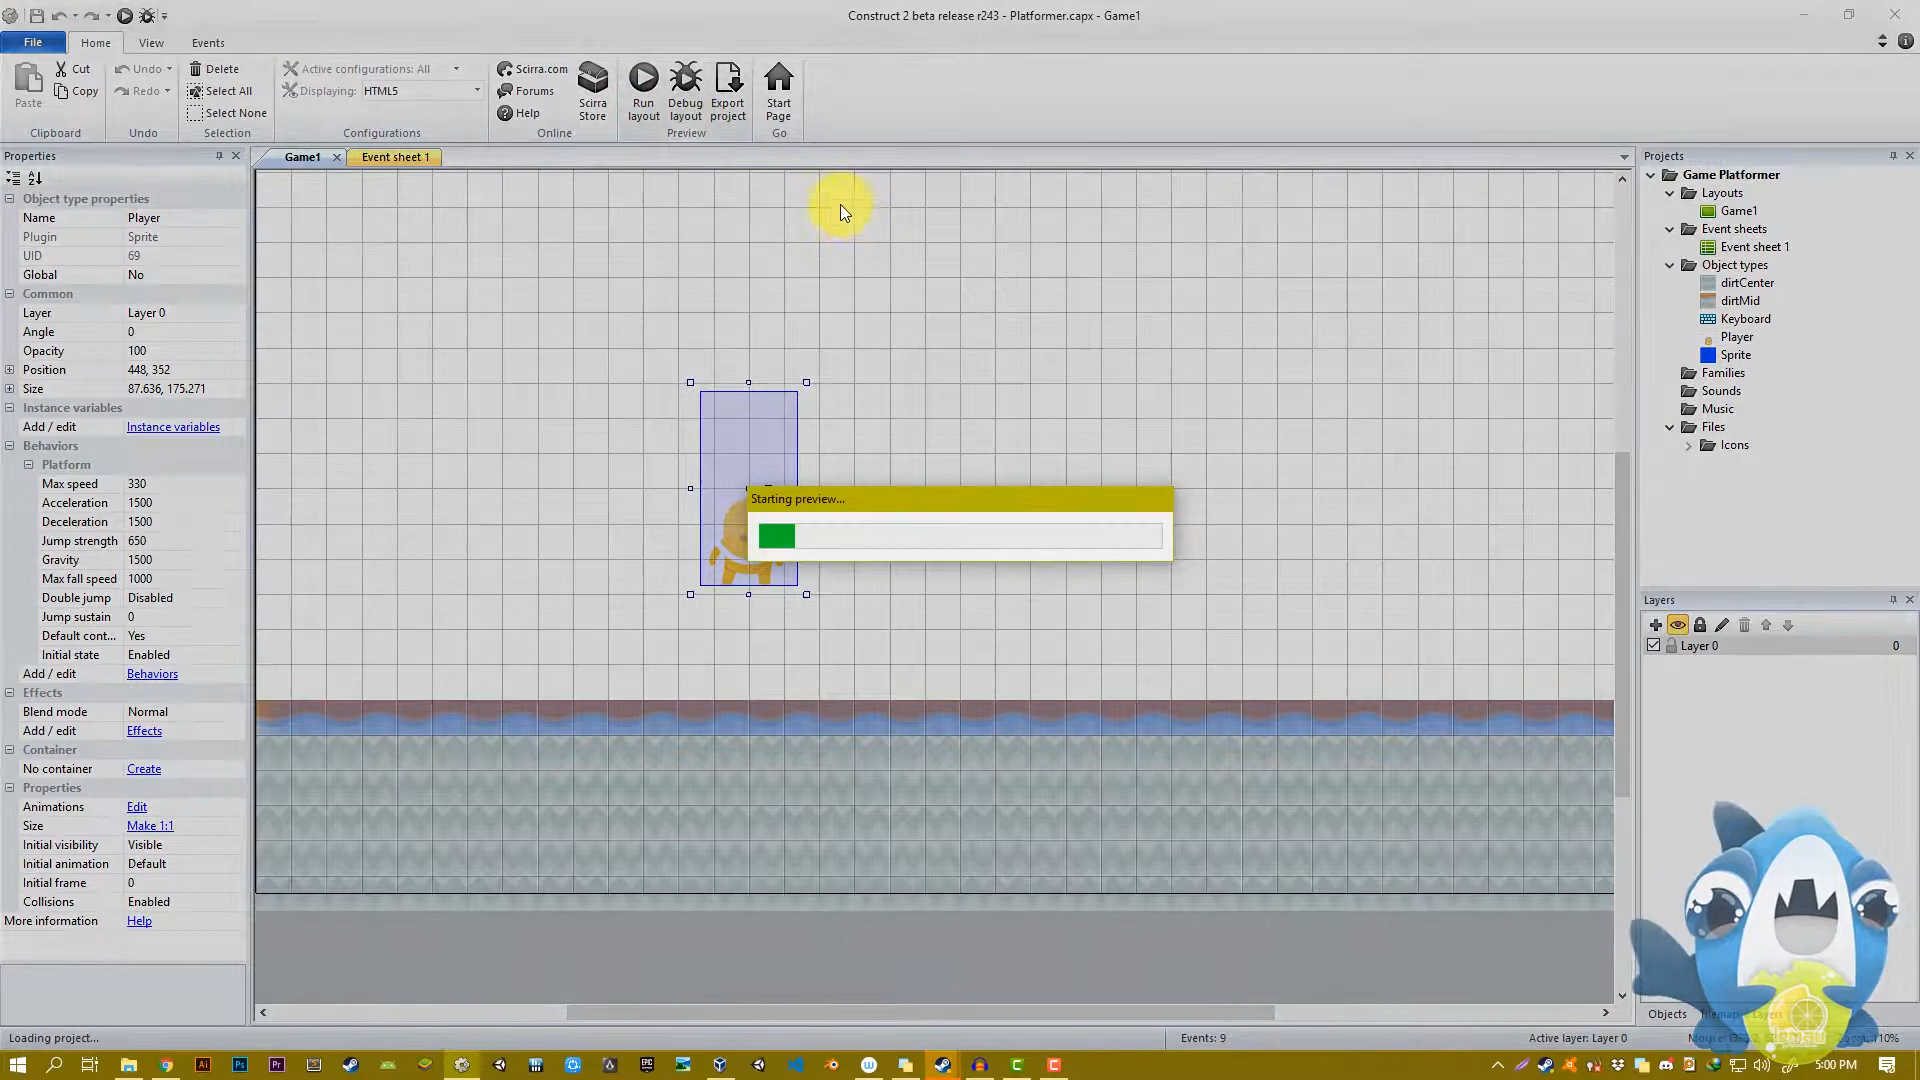 Construct 2 beta release r243 - Platformer.capx - Game1
File
Home
View
Events
Paste
Cut
Copy
Clipboard
Undo
Redo
Undo
Delete
Select All
Select None
Selection
Active configurations: All
Displaying: HTML5
Configurations
Scirra.com
Forums
Help
Online
Scirra Store
Run layout
Debug layout
Export project
Preview
Start Page
Go
Properties
Object type properties
Name Player
Plugin Sprite
UID 69
Global No
Common
Layer Layer 0
Angle 0
Opacity 100
Position 448, 352
Size 87.636, 175.271
Instance variables
Add / edit Instance variables
Behaviors
Platform
Max speed 330
Acceleration 1500
Deceleration 1500
Jump strength 650
Gravity 1500
Max fall speed 1000
Double jump Disabled
Jump sustain 0
Default cont... Yes
Initial state Enabled
Add / edit Behaviors
Effects
Blend mode Normal
Add / edit Effects
Container
No container Create
Properties
Animations Edit
Size Make 1:1
Initial visibility Visible
Initial animation Default
Initial frame 0
Collisions Enabled
More information Help
Game1
Event sheet 1
Starting preview...
Projects
Game Platformer
Layouts
Game1
Event sheets
Event sheet 1
Object types
dirtCenter
dirtMid
Keyboard
Player
Sprite
Families
Sounds
Music
Files
Icons
Layers
Layer 0 0
Objects
Loading project...
Events: 9
Active layer: Layer 0
5:00 PM